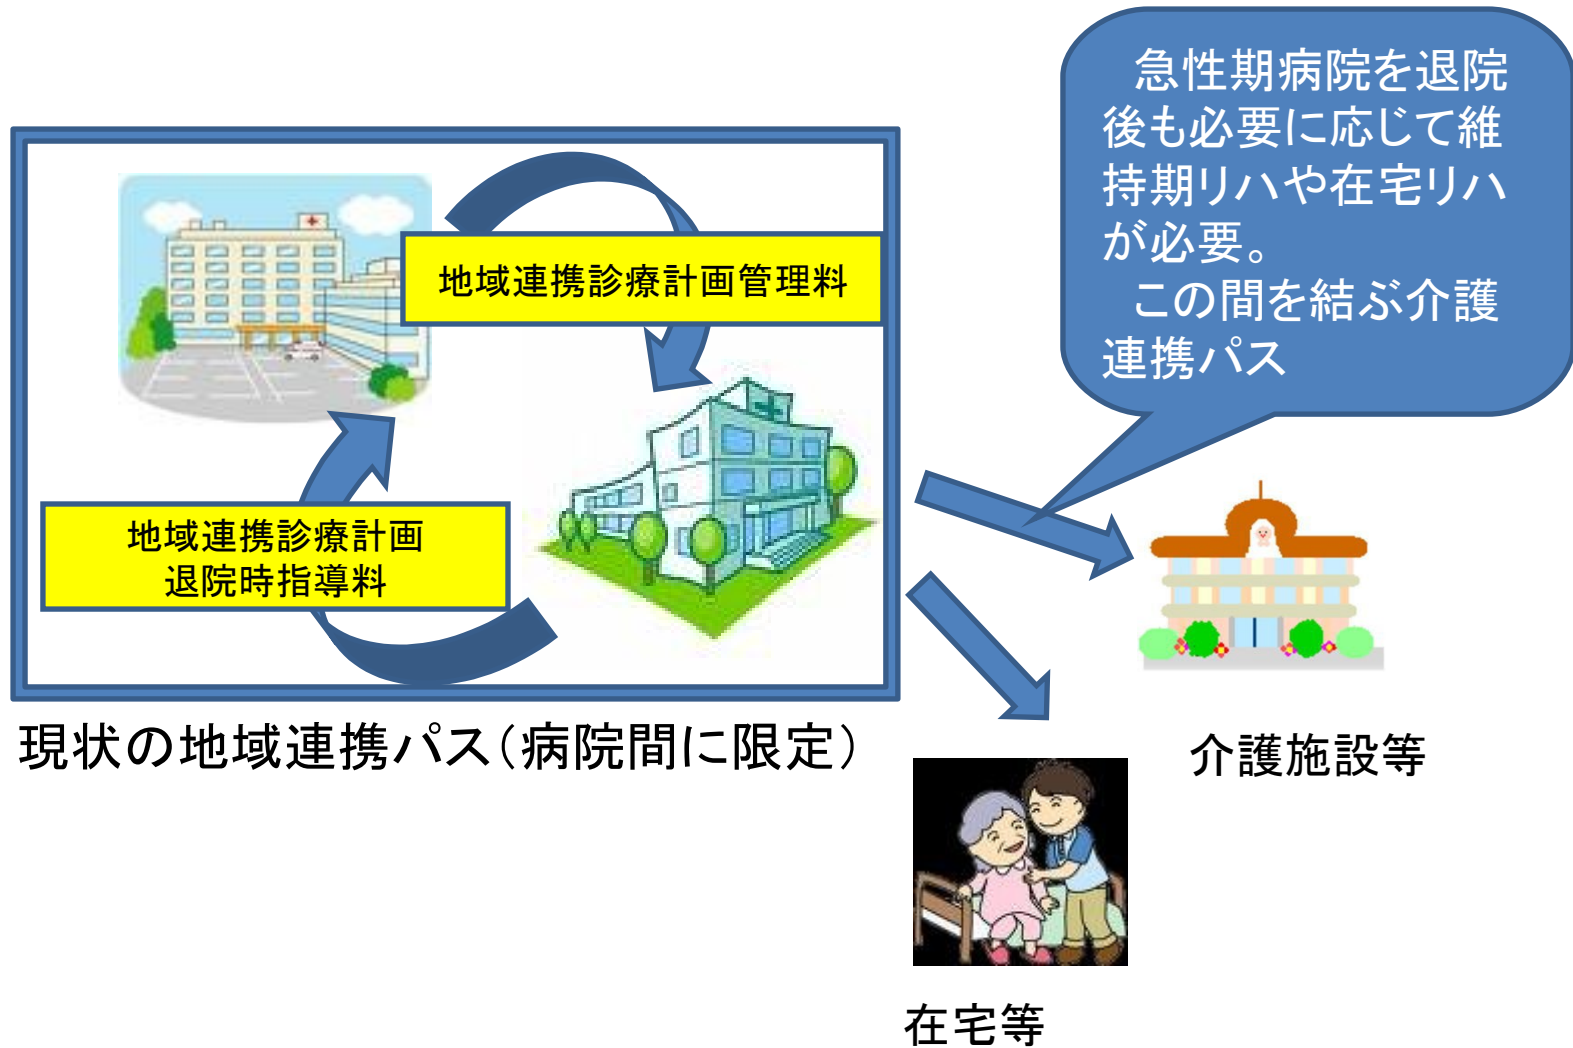 急性期病院を退院
後も必要に応じて維
持期リハや在宅リハ
が必要。
この間を結ぶ介護
連携パス
地域連携診療計画管理料
地域連携診療計画
退院時指導料
現状の地域連携パス（病院間に限定）
介護施設等
在宅等